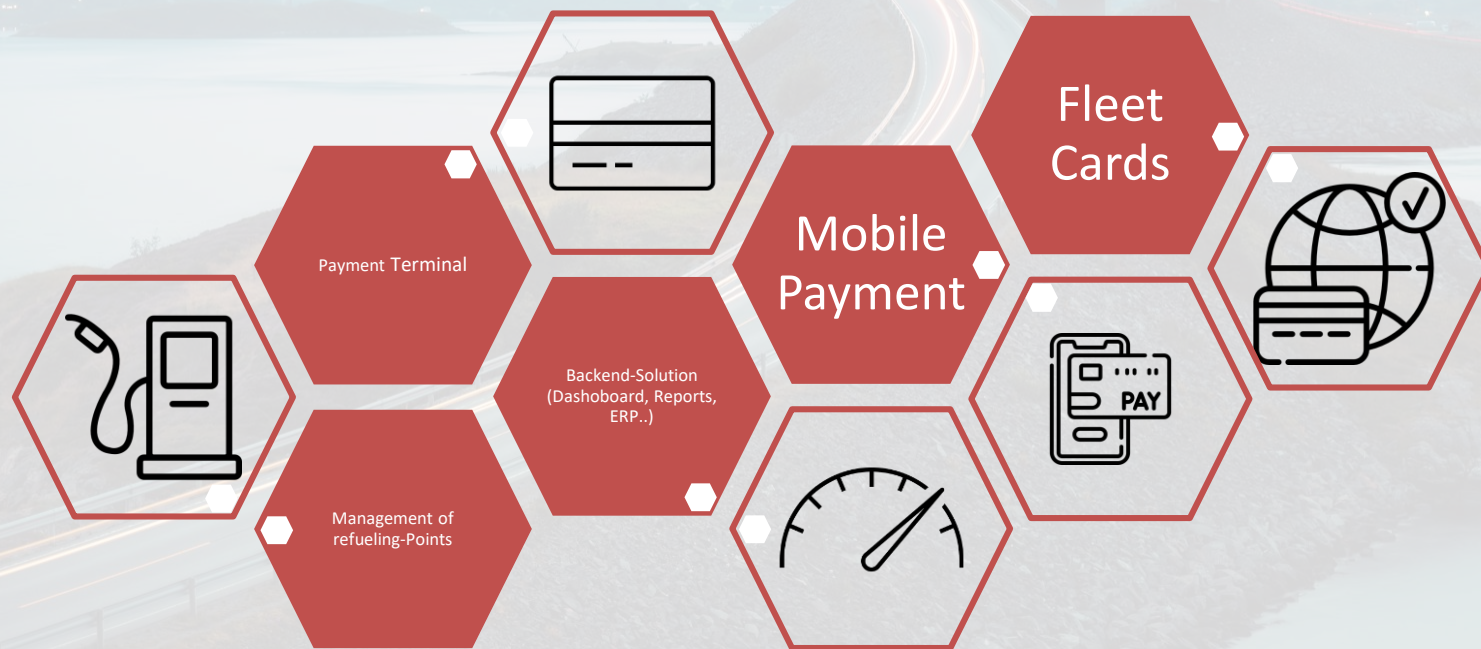 Fleet
Cards
Mobile
Payment
Payment Terminal
Backend-Solution
(Dashoboard, Reports,
ERP..)
PAY
Management of
refueling-Points